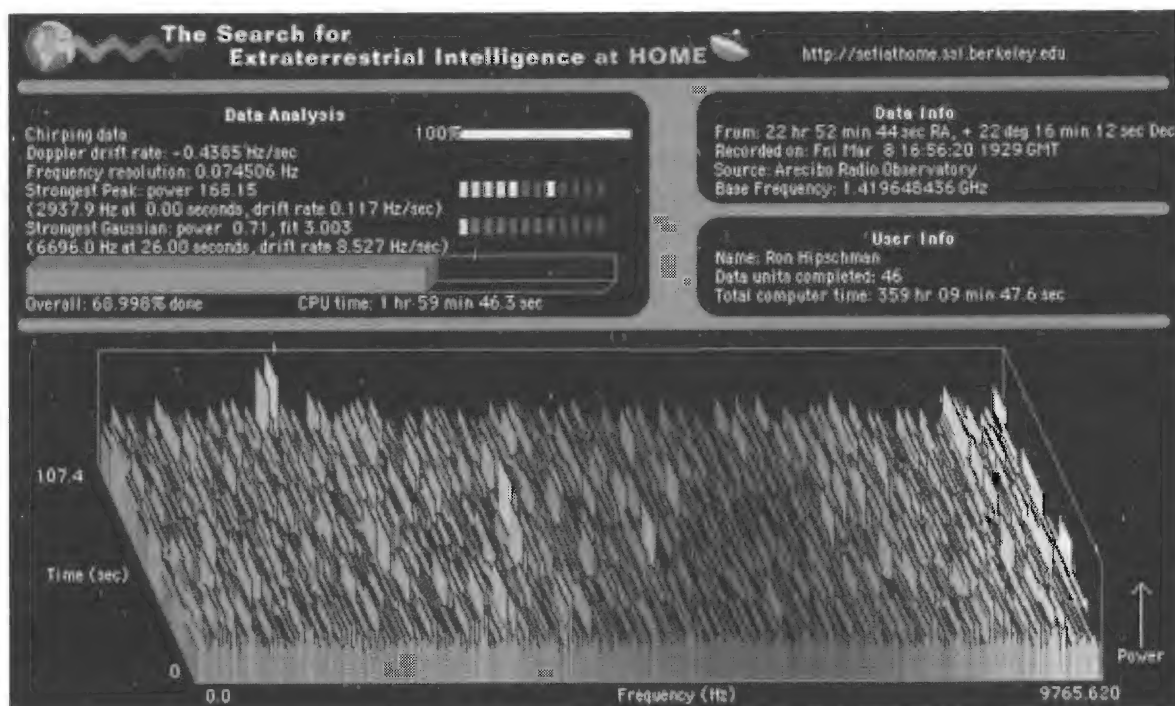 The Search for
Extraterrestrial Intelligence at HOME
http://setiathome.ssl.berkeley.edu
Data Analysis
Chirping data 100%
Doppler drift rate: -0.4385 Hz/sec
Frequency resolution: 0.074506 Hz
Strongest Peak: power 168.15
(2937.9 Hz at 0.00 seconds, drift rate 0.117 Hz/sec)
Strongest Gaussian: power 0.71, fit 3.003
(6696.0 Hz at 26.00 seconds, drift rate 8.527 Hz/sec)
Overall: 68.998% done CPU time: 1 hr 59 min 46.3 sec
Data Info
From: 22 hr 52 min 44 sec RA, + 22 deg 16 min 12 sec Dec
Recorded on: Fri Mar 8 16:56:20 1929 GMT
Source: Arecibo Radio Observatory
Base Frequency: 1.419648436 GHz
User Info
Name: Ron Hipschman
Data units completed: 46
Total computer time: 359 hr 09 min 47.6 sec
107.4
Time (sec)
0
0.0
Frequency (Hz)
9765.620
Power